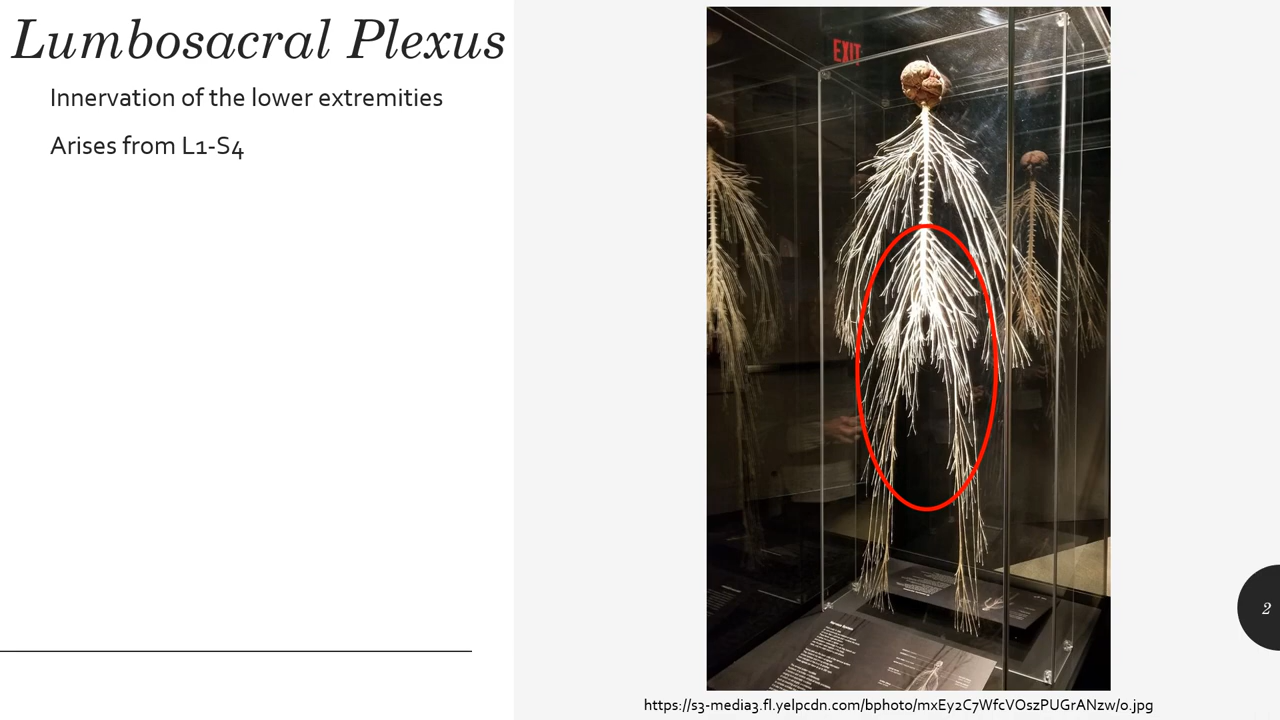 Lumbosacral Plexus
Innervation of the lower extremities
Arises from L1-S4
EXIT
2
https://s3-media3.fl.yelpcdn.com/bphoto/mxEy2C7WfcVOszPUGrANzw/o.jpg